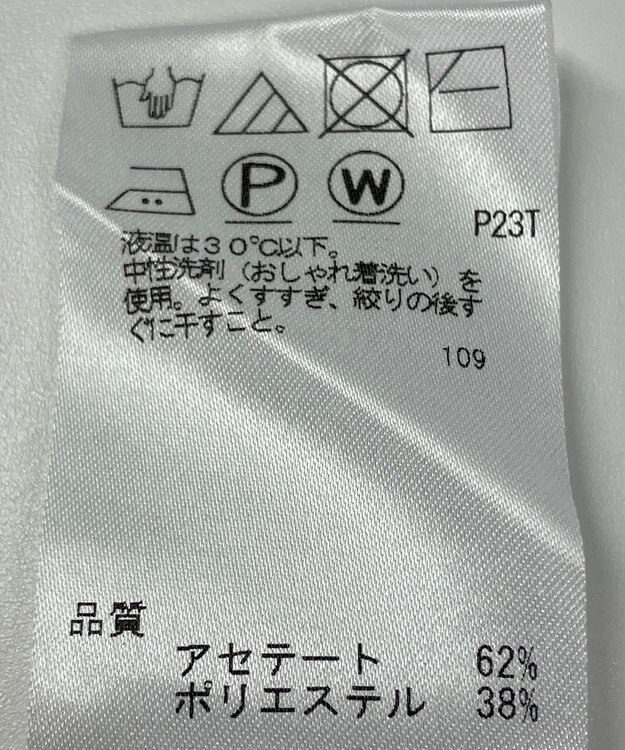 P W
P23T
液温は30℃以下。
中性洗剤（おしゃれ着洗い）を
使用。よくすすぎ、絞りの後す
ぐに干すこと。
109
品質
アセテート 62%
ポリエステル 38%